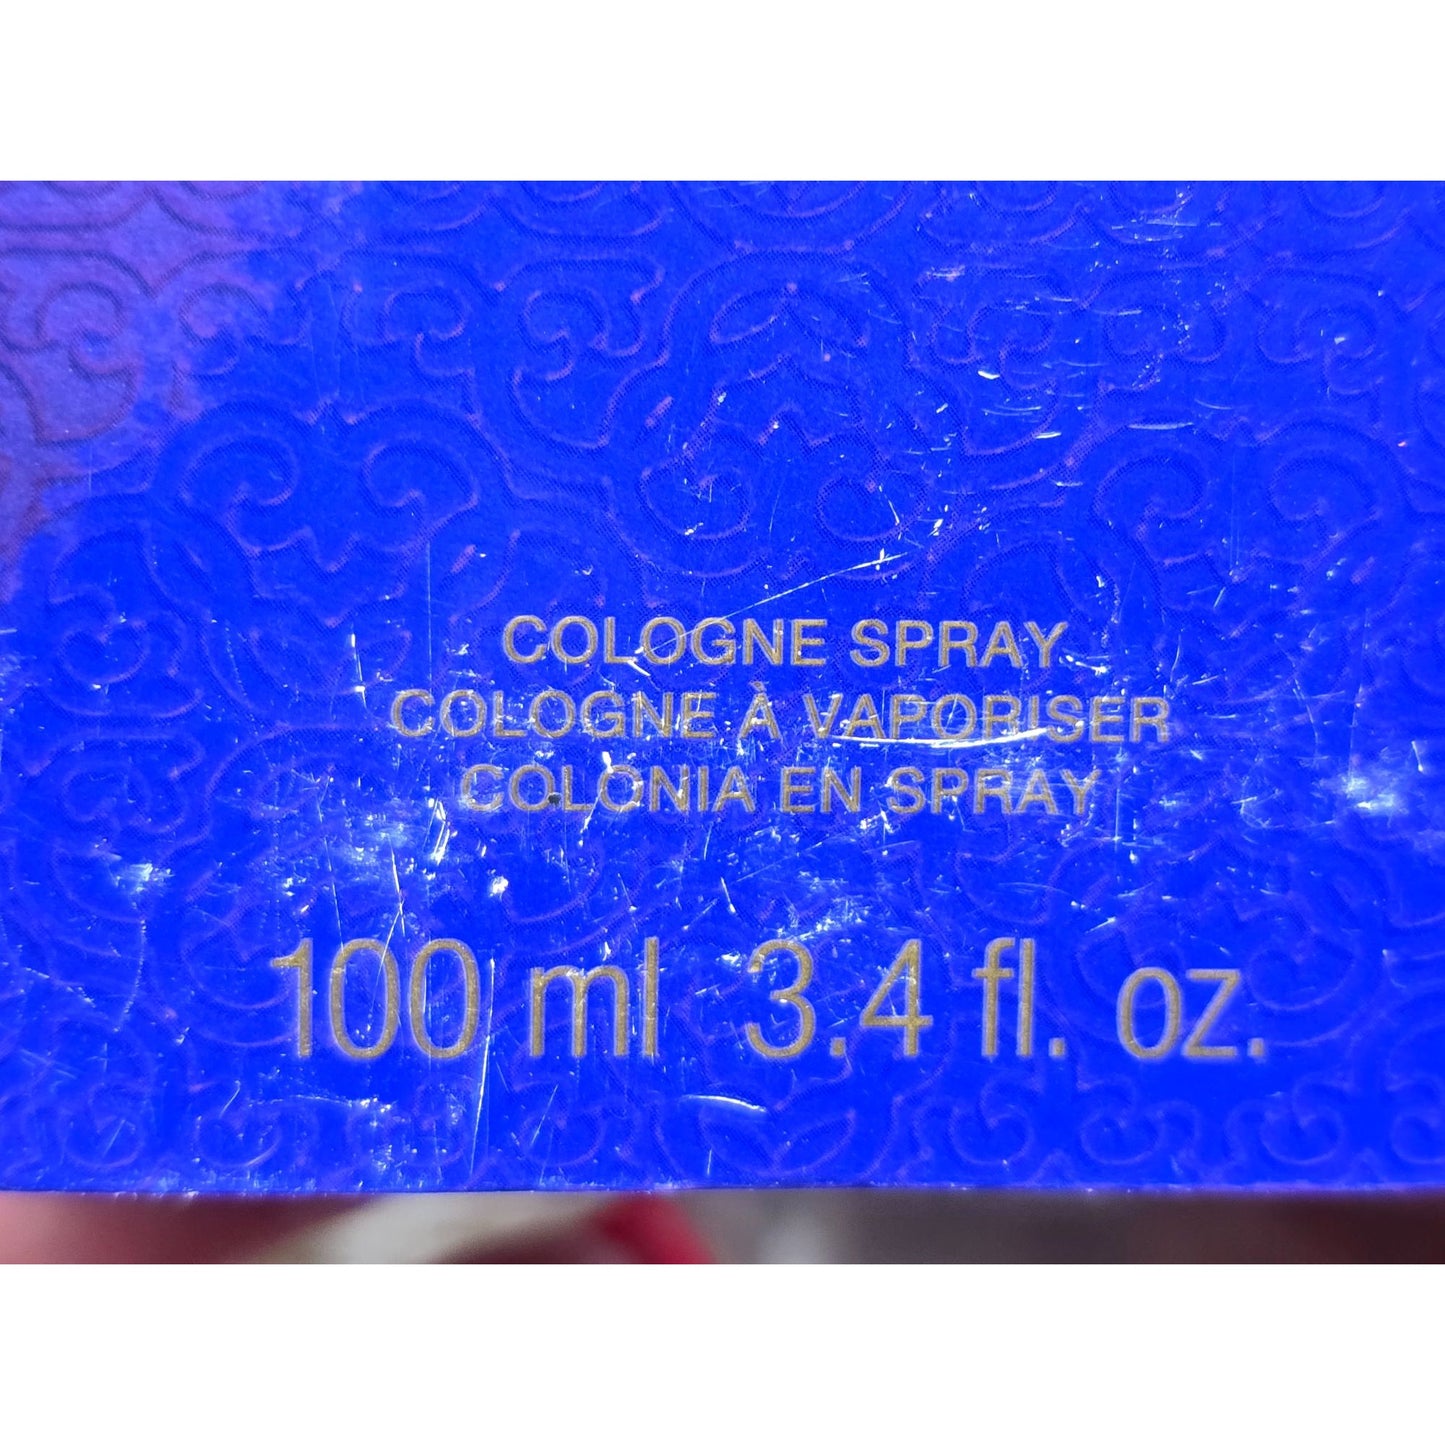 COLOGNE SPRAY
COLOGNE À VAPORISER
COLONIA EN SPRAY
100 ml 3.4 fl. oz.